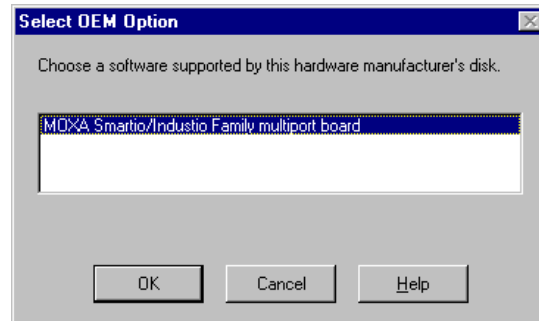 Select OEM Option
Choose a software supported by this hardware manufacturer's disk.
MOXA Smartio/Industio Family multiport board
OK Cancel Help